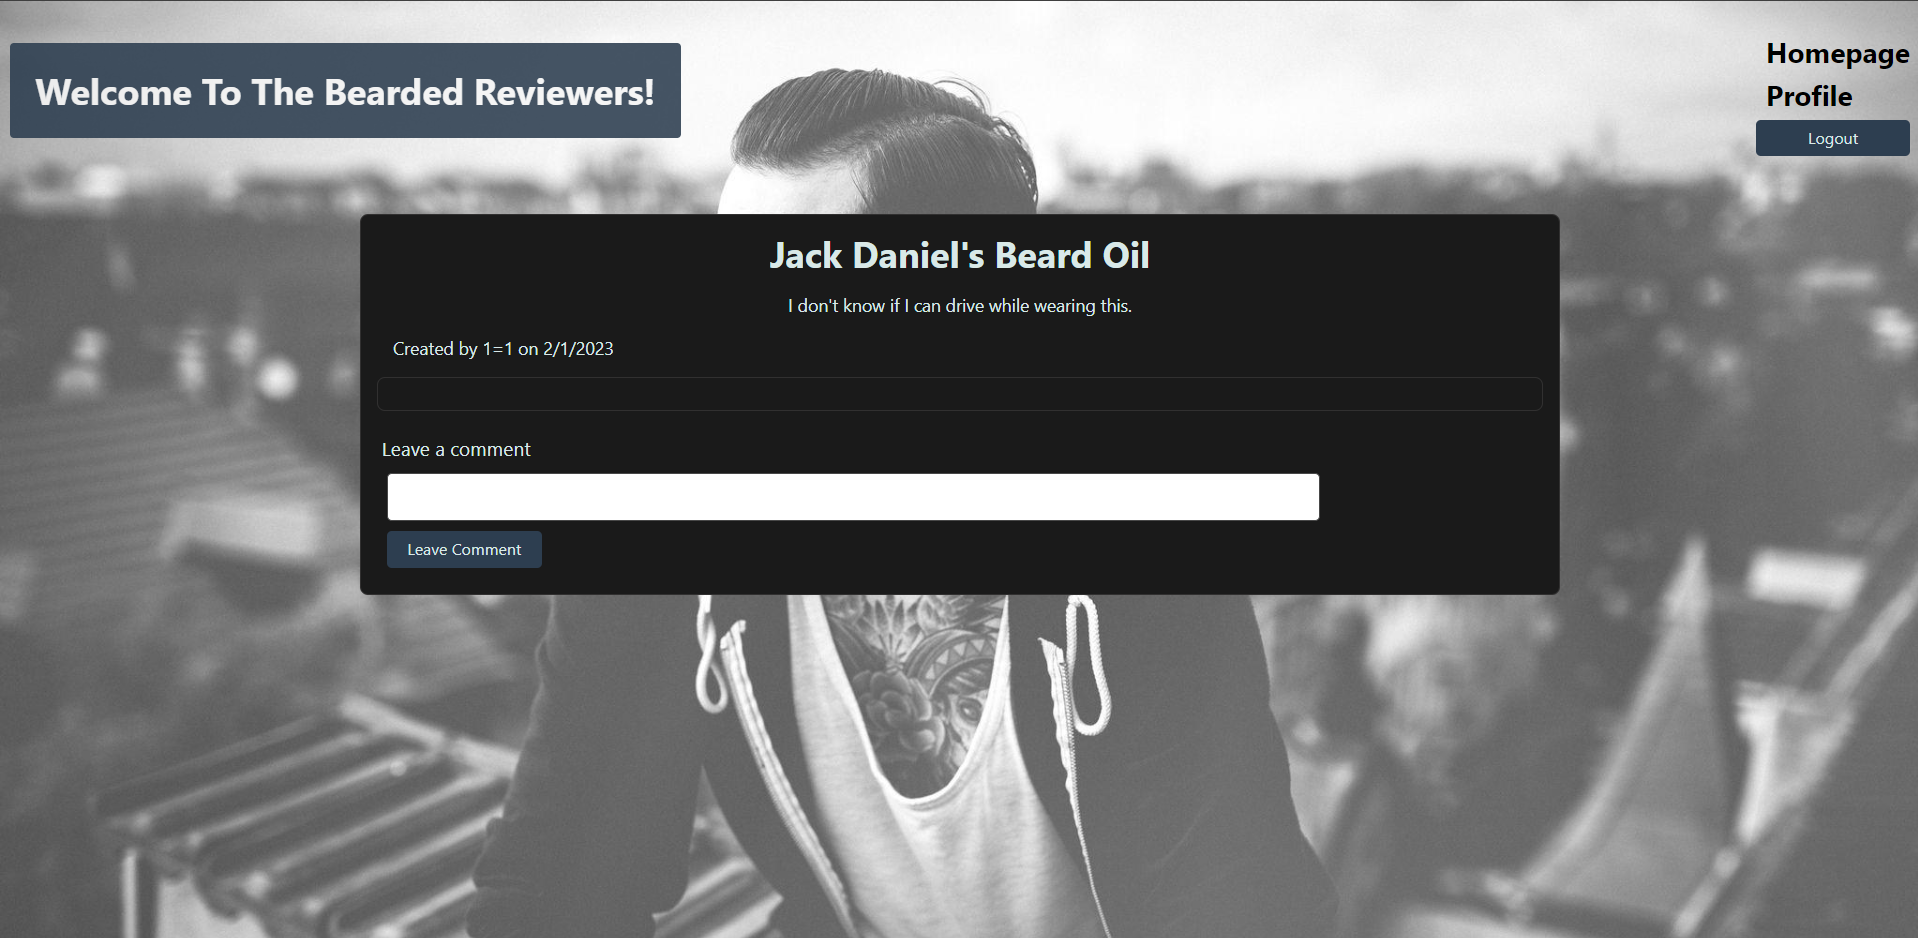 Welcome To The Bearded Reviewers!
Homepage
Profile
Logout
Jack Daniel's Beard Oil
I don't know if I can drive while wearing this.
Created by 1=1 on 2/1/2023
Leave a comment
Leave Comment